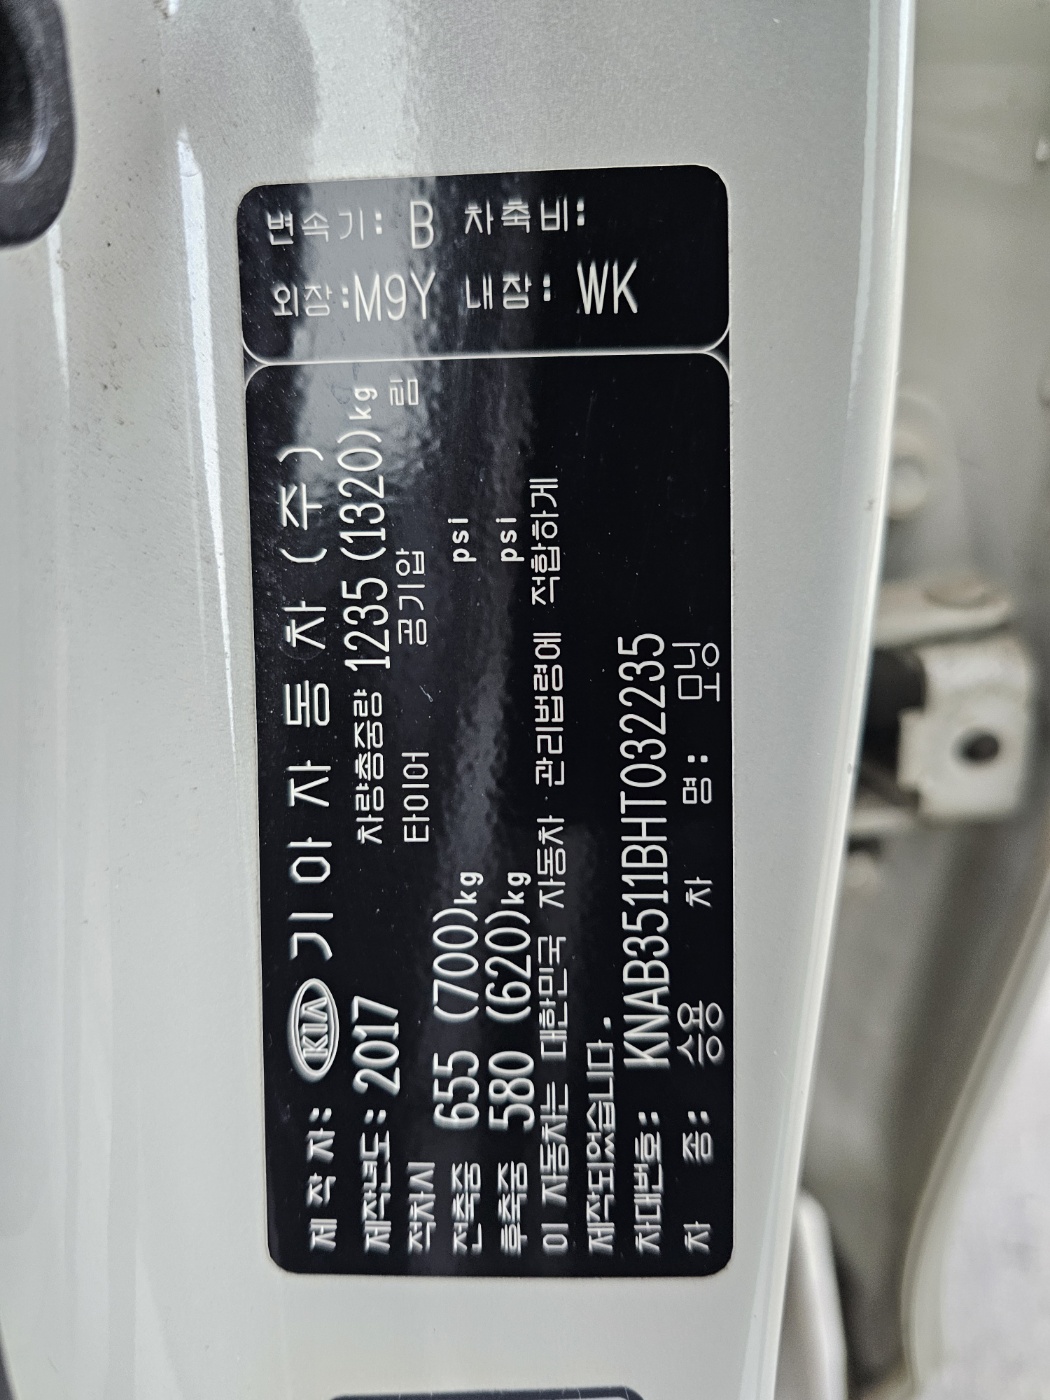 변속기: B 차축비:
외장:M9Y 내장: WK
제 작 자: KIA 기아자동차(주)
제작년도: 2017 차량총중량 1235(1320)kg
적차시 타이어 공기압 림
전축중 655 (700)kg psi
후축중 580 (620)kg psi
이 자동차는 대한민국 자동차 관리법령에 적합하게
제작되었습니다.
차대번호: KNAB3511BHT032235
차 종: 승용 차 명: 모닝